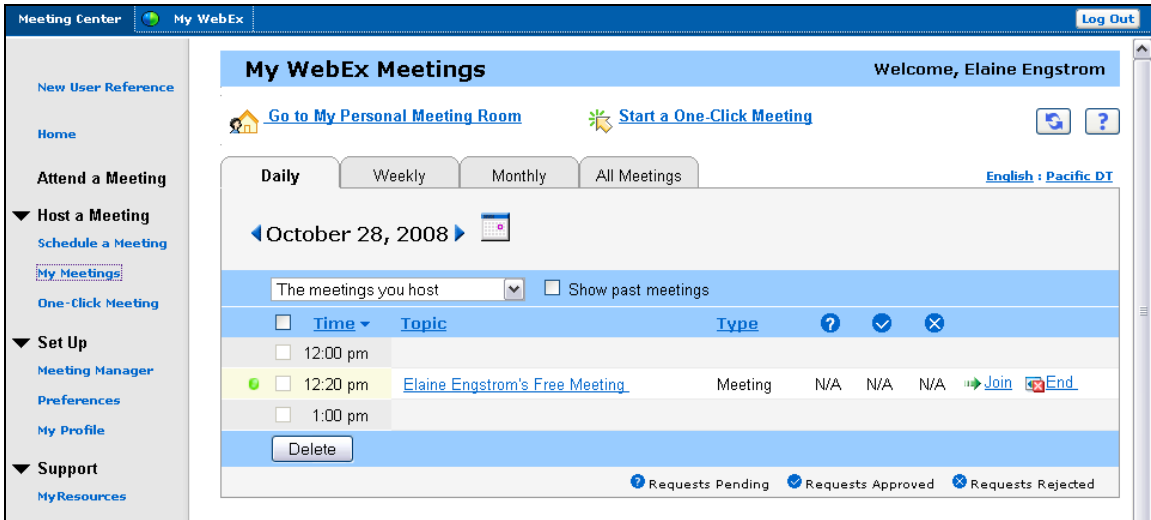 Meeting Center My WebEx Log Out
New User Reference
Home
Attend a Meeting
Host a Meeting
Schedule a Meeting
My Meetings
One-Click Meeting
Set Up
Meeting Manager
Preferences
My Profile
Support
MyResources
My WebEx Meetings Welcome, Elaine Engstrom
Go to My Personal Meeting Room Start a One-Click Meeting ?
Daily Weekly Monthly All Meetings English : Pacific DT
October 28, 2008
The meetings you host Show past meetings
Time Topic Type ?
12:00 pm
12:20 pm Elaine Engstrom's Free Meeting Meeting N/A N/A N/A Join End
1:00 pm
Delete
? Requests Pending Requests Approved Requests Rejected